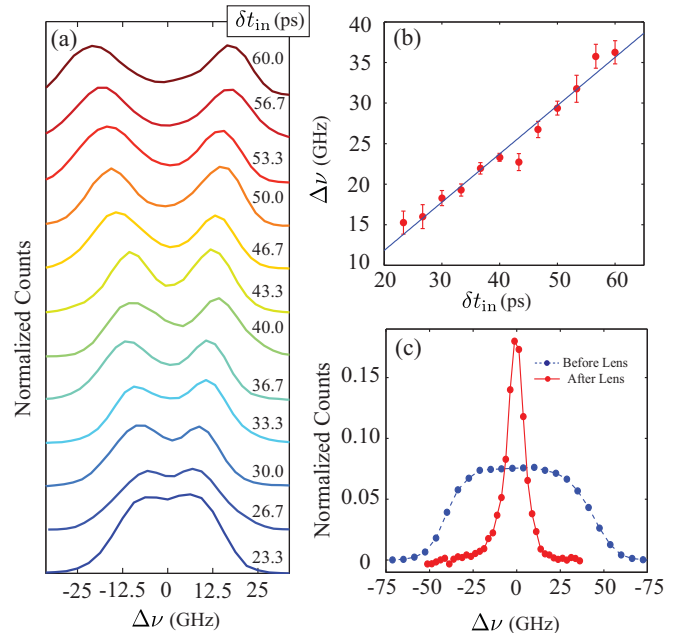 (a)
δt_in (ps)
60.0
56.7
53.3
50.0
46.7
43.3
40.0
36.7
33.3
30.0
26.7
23.3
Normalized Counts
-25 -12.5 0 12.5 25
Δν (GHz)
(b)
40
35
30
25
20
15
10
Δν (GHz)
20 30 40 50 60
δt_in (ps)
(c)
Before Lens
After Lens
0.15
0.10
0.05
0
Normalized Counts
-75 -50 -25 0 -25 -50 -75
Δν (GHz)